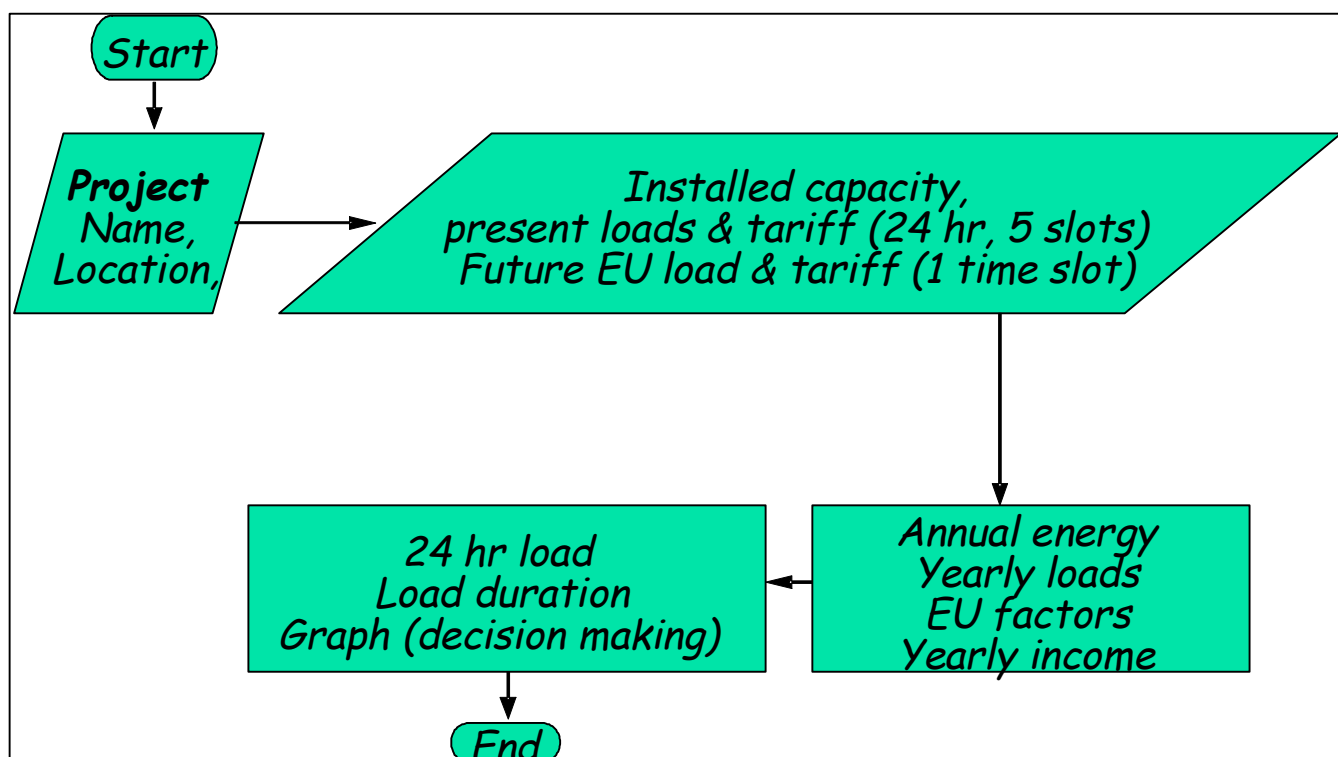 Start
Project
Name,
Location,
Installed capacity,
present loads & tariff (24 hr, 5 slots)
Future EU load & tariff (1 time slot)
Annual energy
Yearly loads
EU factors
Yearly income
24 hr load
Load duration
Graph (decision making)
End